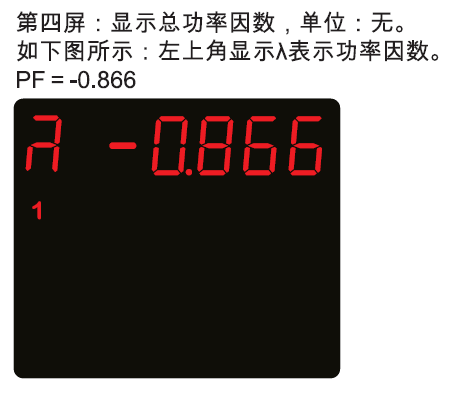 第四屏：显示总功率因数，单位：无。
如下图所示：左上角显示λ表示功率因数。
PF = -0.866
λ -0.866
1